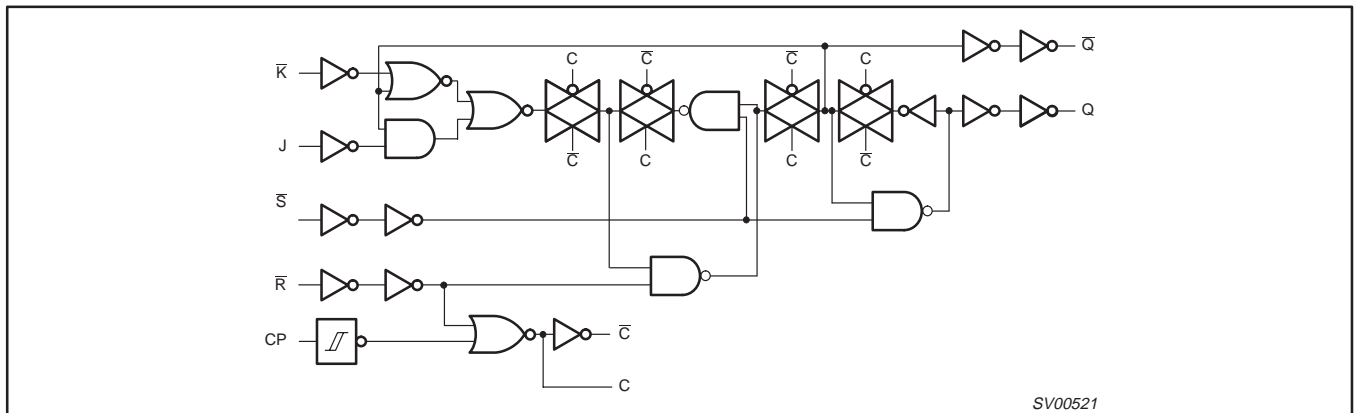 C C̅ C̅ C Q̅
K̅
Q
C̅ C C C̅
J
S̅
R̅
C̅
CP
C
SV00521